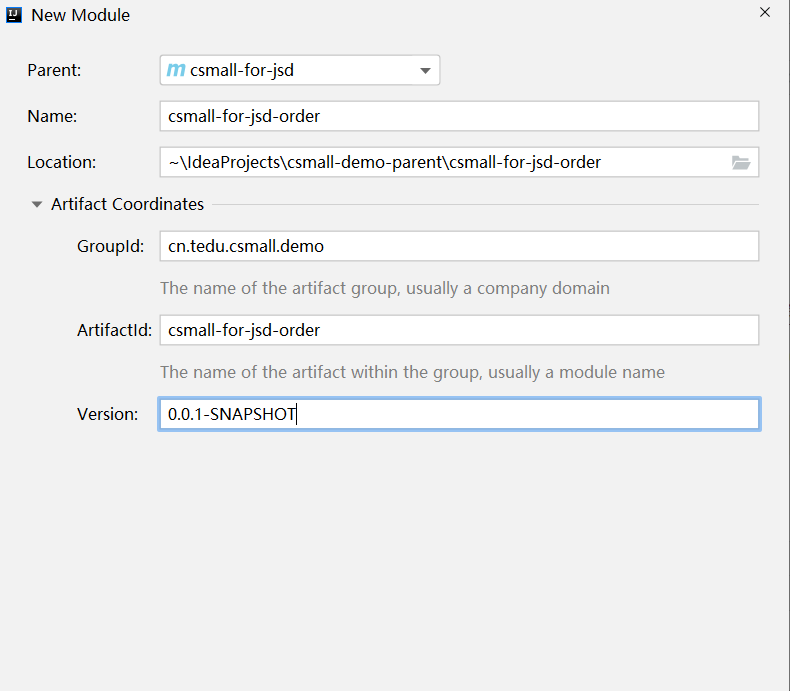 New Module
Parent: csmall-for-jsd
Name: csmall-for-jsd-order
Location: ~\IdeaProjects\csmall-demo-parent\csmall-for-jsd-order
Artifact Coordinates
GroupId: cn.tedu.csmall.demo
The name of the artifact group, usually a company domain
ArtifactId: csmall-for-jsd-order
The name of the artifact within the group, usually a module name
Version: 0.0.1-SNAPSHOT